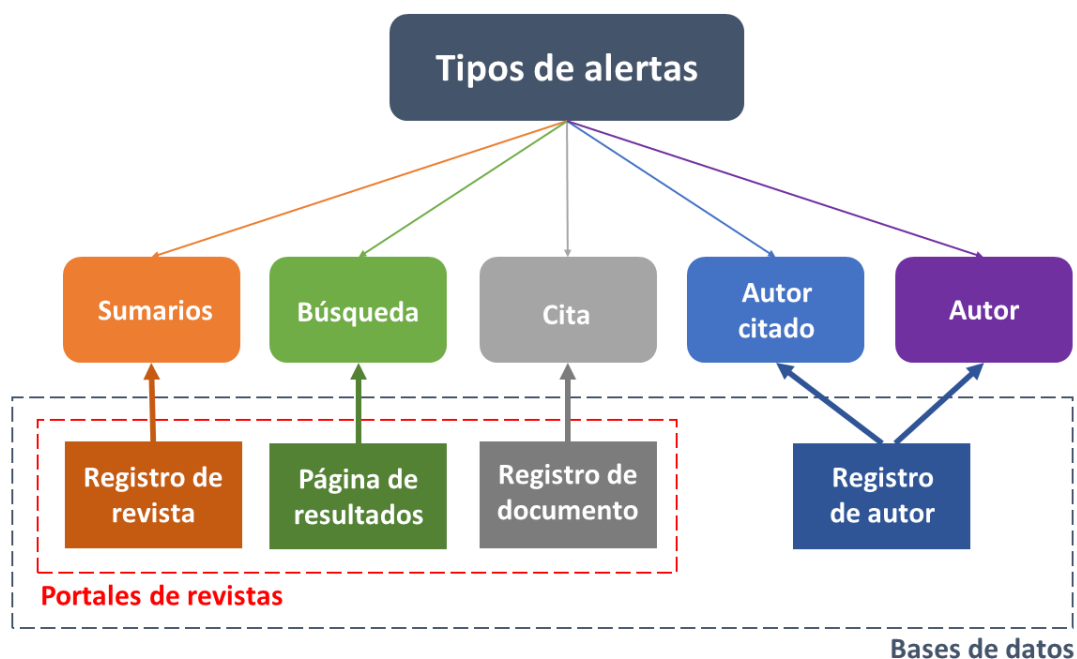 Tipos de alertas
Sumarios
Búsqueda
Cita
Autor
citado
Autor
Registro de
revista
Página de
resultados
Registro de
documento
Registro
de autor
Portales de revistas
Bases de datos